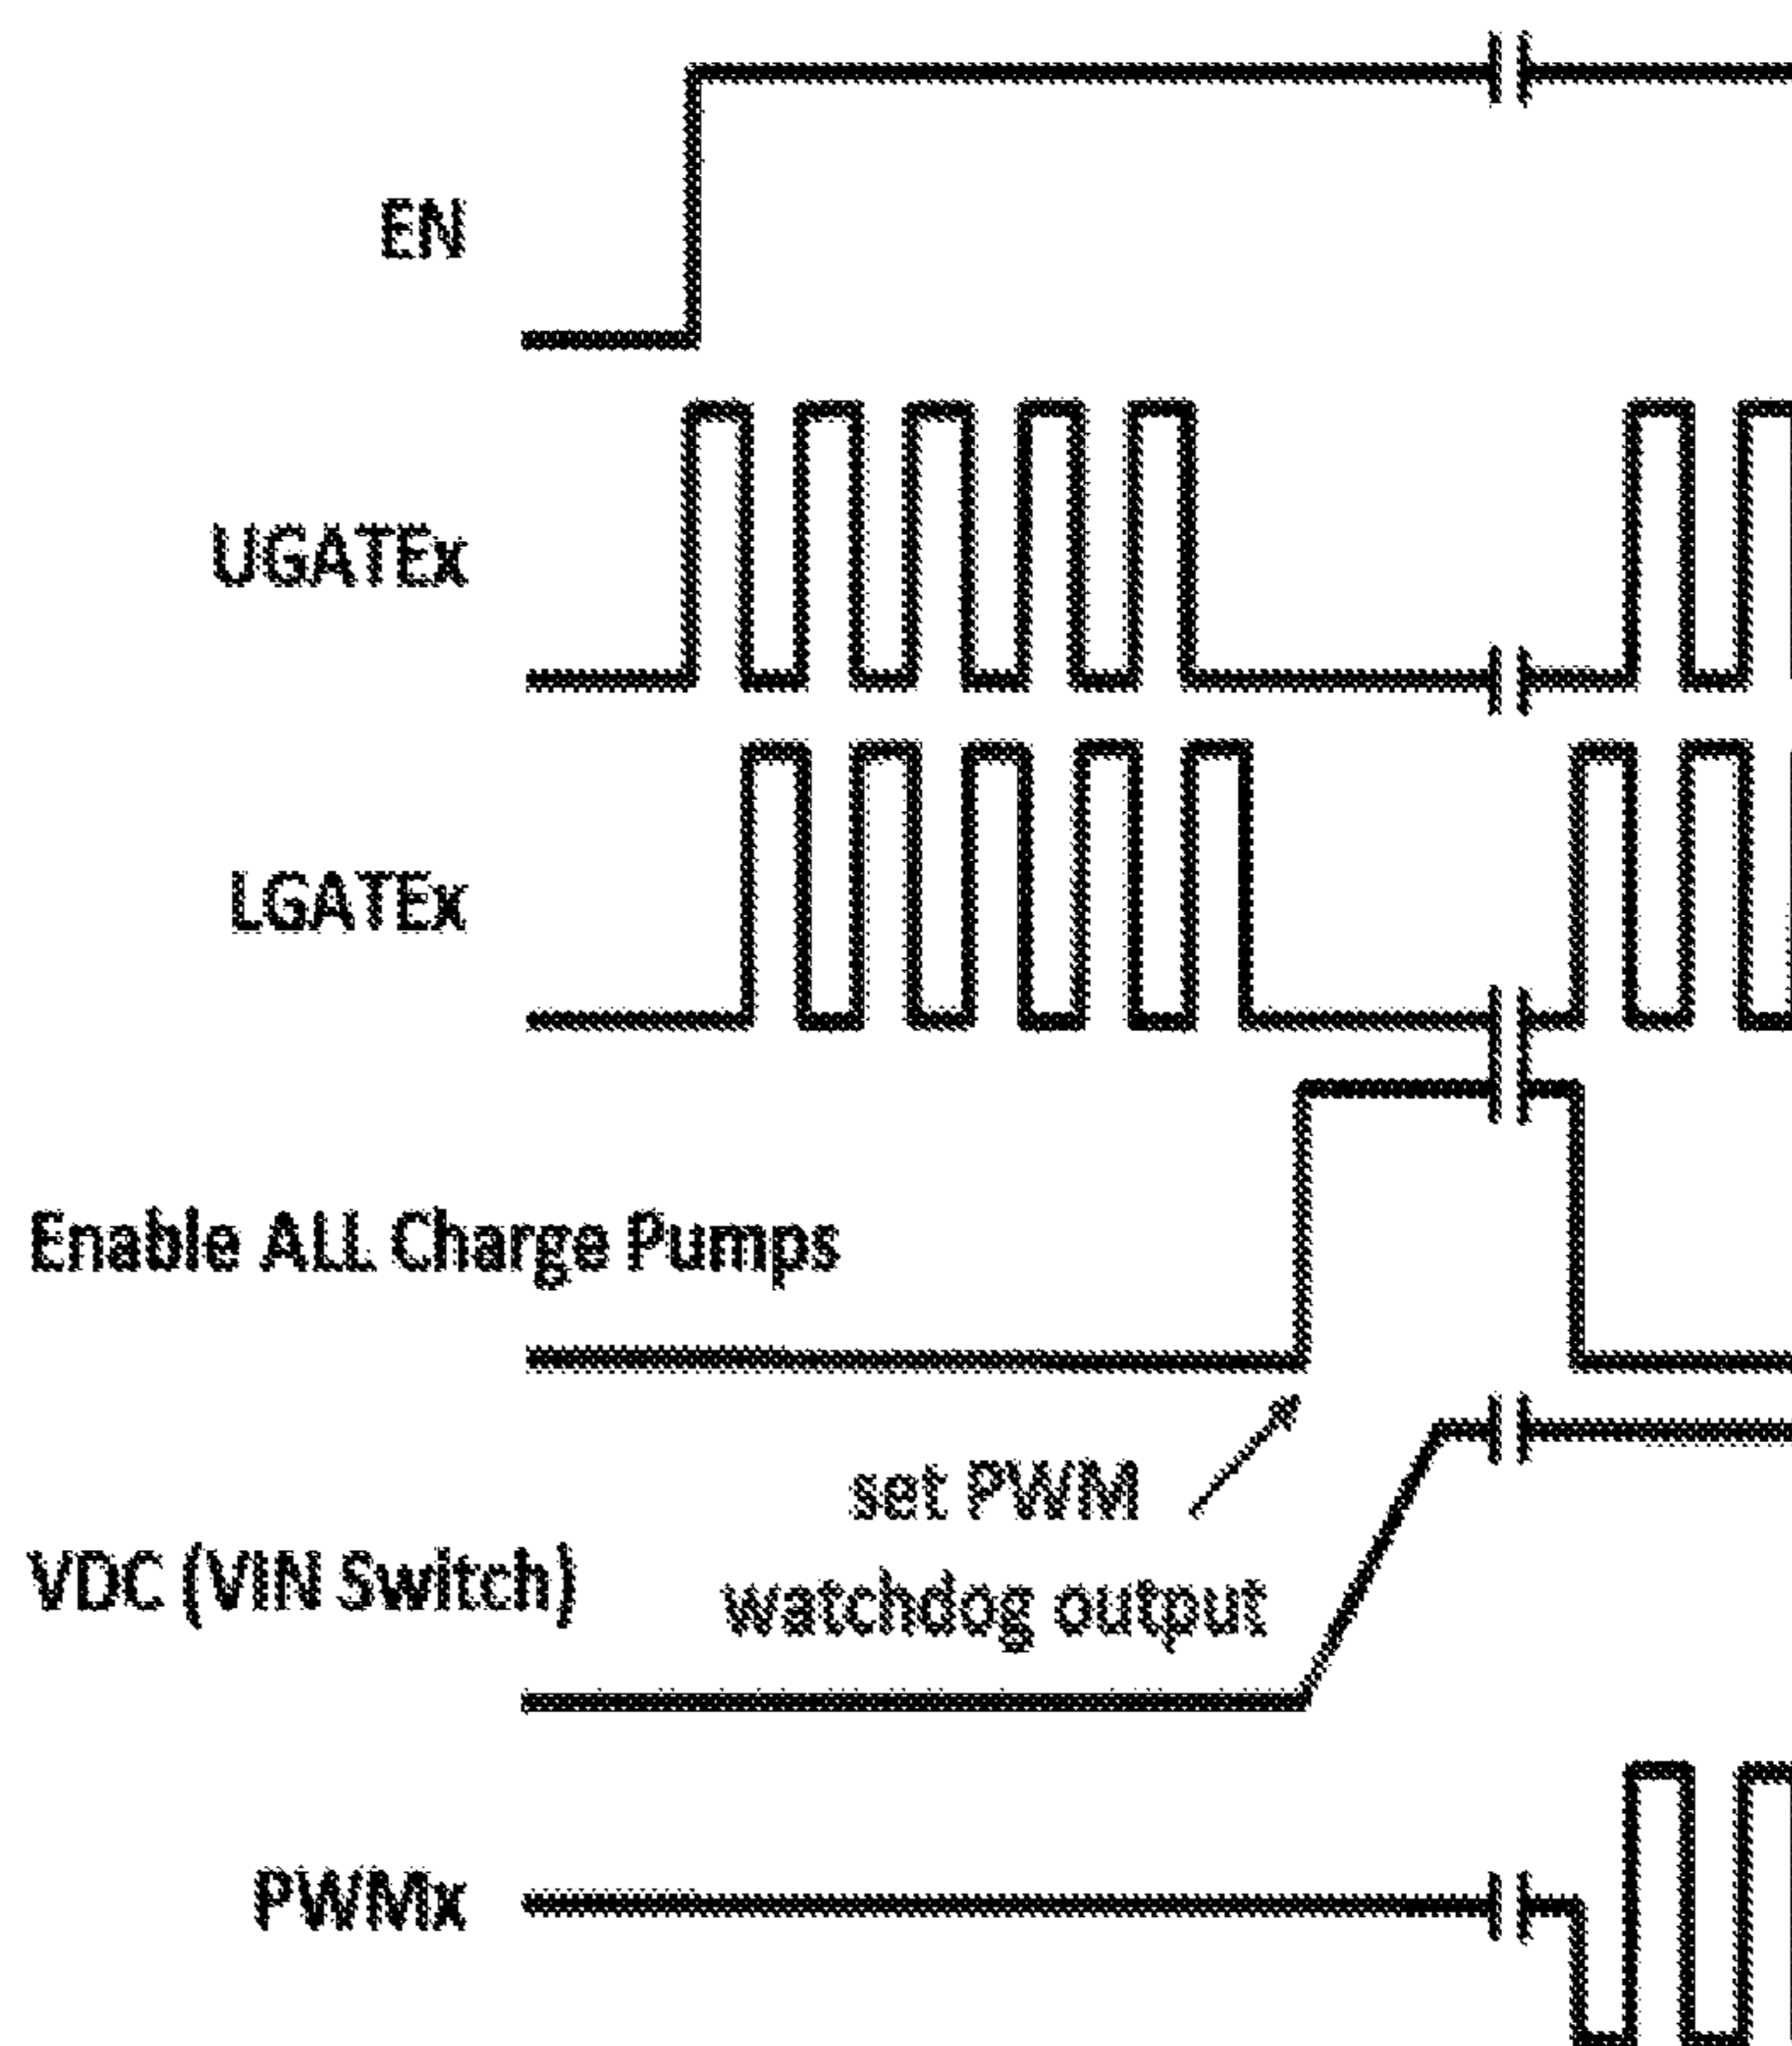 EN
UGATEx
LGATEx
Enable ALL Charge Pumps
set PWM
watchdog output
VDC (VIN Switch)
PWMx